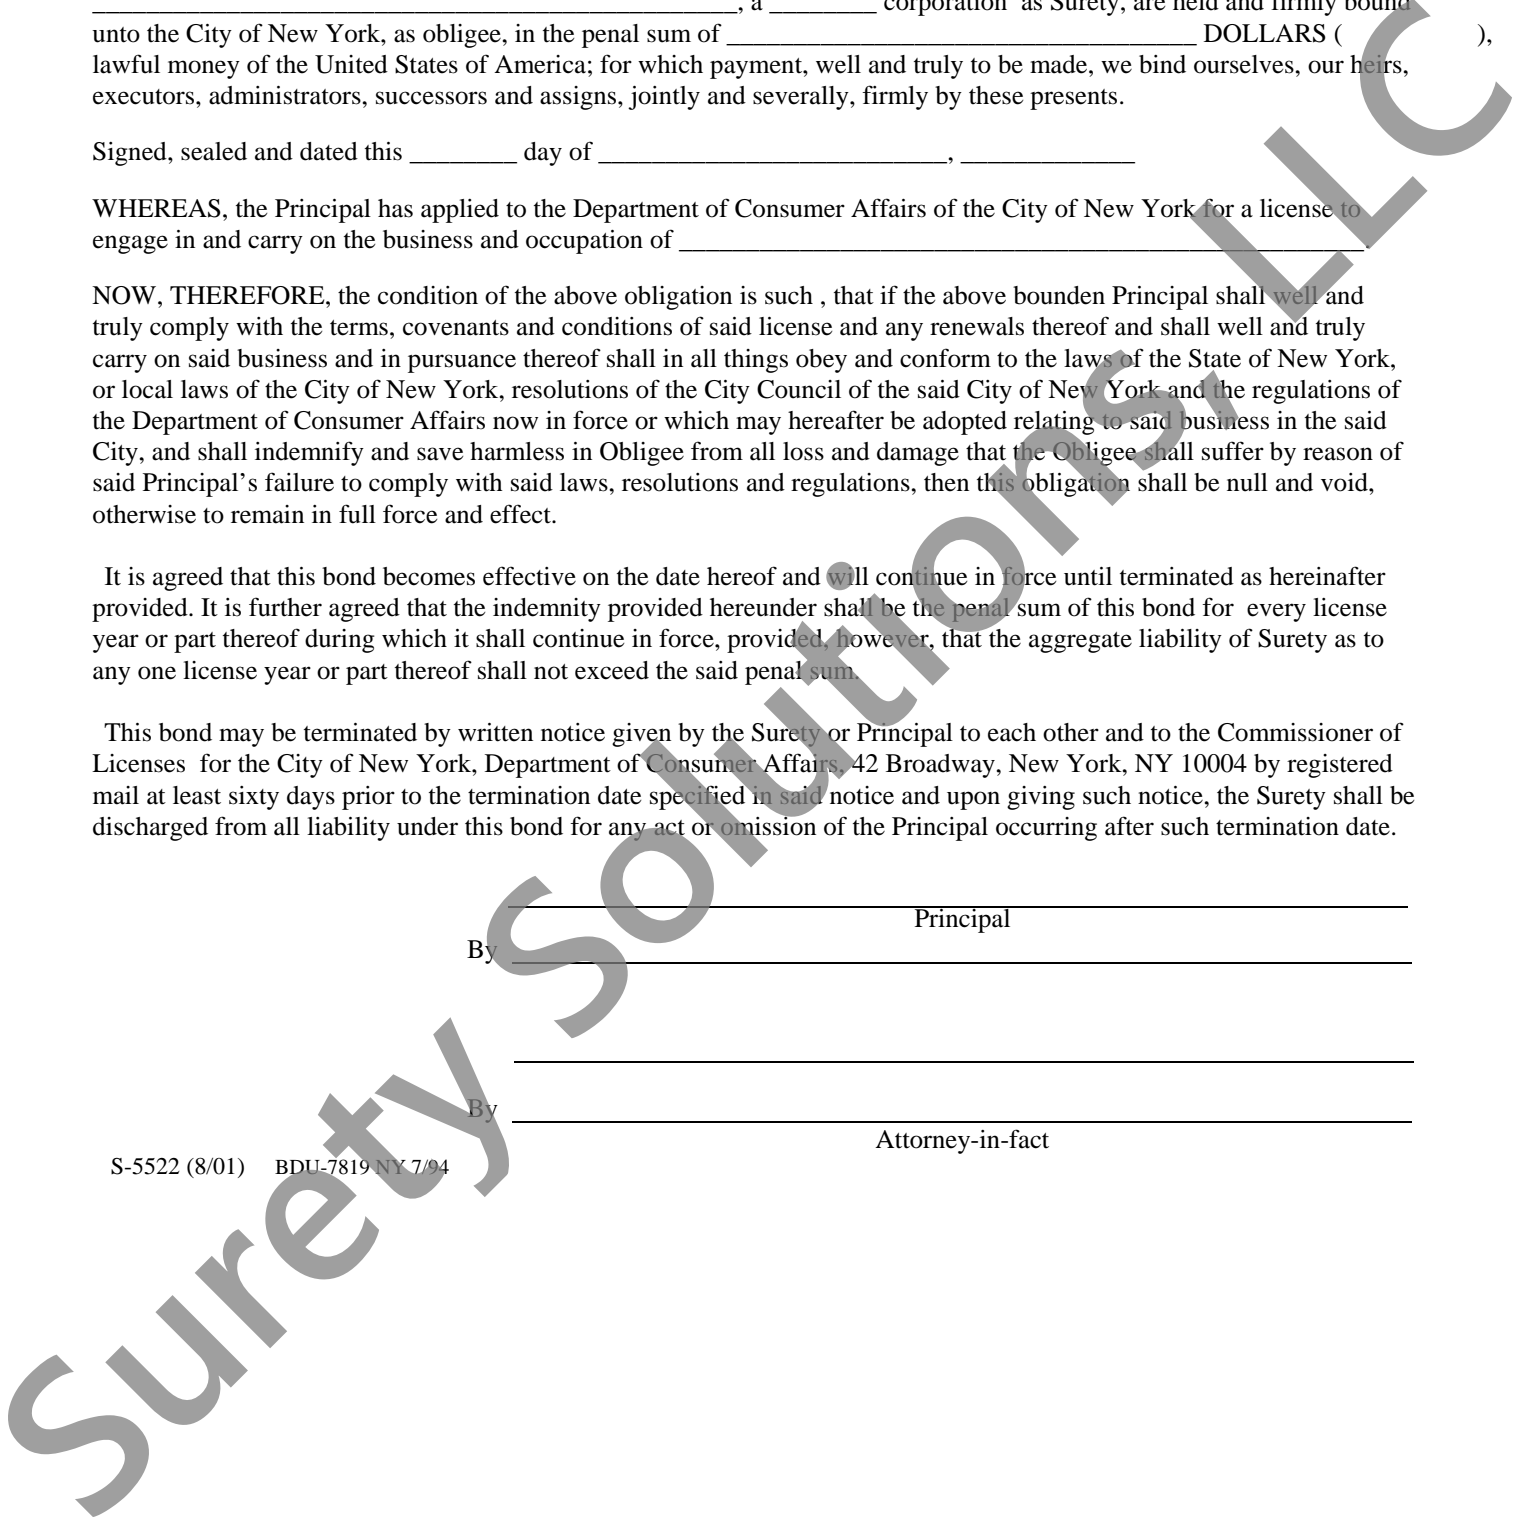 ________________________________________________, a ________ corporation as Surety, are held and firmly bound
unto the City of New York, as obligee, in the penal sum of ___________________________________ DOLLARS ( ),
lawful money of the United States of America; for which payment, well and truly to be made, we bind ourselves, our heirs,
executors, administrators, successors and assigns, jointly and severally, firmly by these presents.
Signed, sealed and dated this ________ day of __________________________, _____________
WHEREAS, the Principal has applied to the Department of Consumer Affairs of the City of New York for a license to
engage in and carry on the business and occupation of ___________________________________________________.
NOW, THEREFORE, the condition of the above obligation is such , that if the above bounden Principal shall well and
truly comply with the terms, covenants and conditions of said license and any renewals thereof and shall well and truly
carry on said business and in pursuance thereof shall in all things obey and conform to the laws of the State of New York,
or local laws of the City of New York, resolutions of the City Council of the said City of New York and the regulations of
the Department of Consumer Affairs now in force or which may hereafter be adopted relating to said business in the said
City, and shall indemnify and save harmless in Obligee from all loss and damage that the Obligee shall suffer by reason of
said Principal’s failure to comply with said laws, resolutions and regulations, then this obligation shall be null and void,
otherwise to remain in full force and effect.
It is agreed that this bond becomes effective on the date hereof and will continue in force until terminated as hereinafter
provided. It is further agreed that the indemnity provided hereunder shall be the penal sum of this bond for every license
year or part thereof during which it shall continue in force, provided, however, that the aggregate liability of Surety as to
any one license year or part thereof shall not exceed the said penal sum.
This bond may be terminated by written notice given by the Surety or Principal to each other and to the Commissioner of
Licenses for the City of New York, Department of Consumer Affairs, 42 Broadway, New York, NY 10004 by registered
mail at least sixty days prior to the termination date specified in said notice and upon giving such notice, the Surety shall be
discharged from all liability under this bond for any act or omission of the Principal occurring after such termination date.
Principal
By
By
Attorney-in-fact
S-5522 (8/01) BDU-7819 NY 7/94
Surety Solutions, LLC